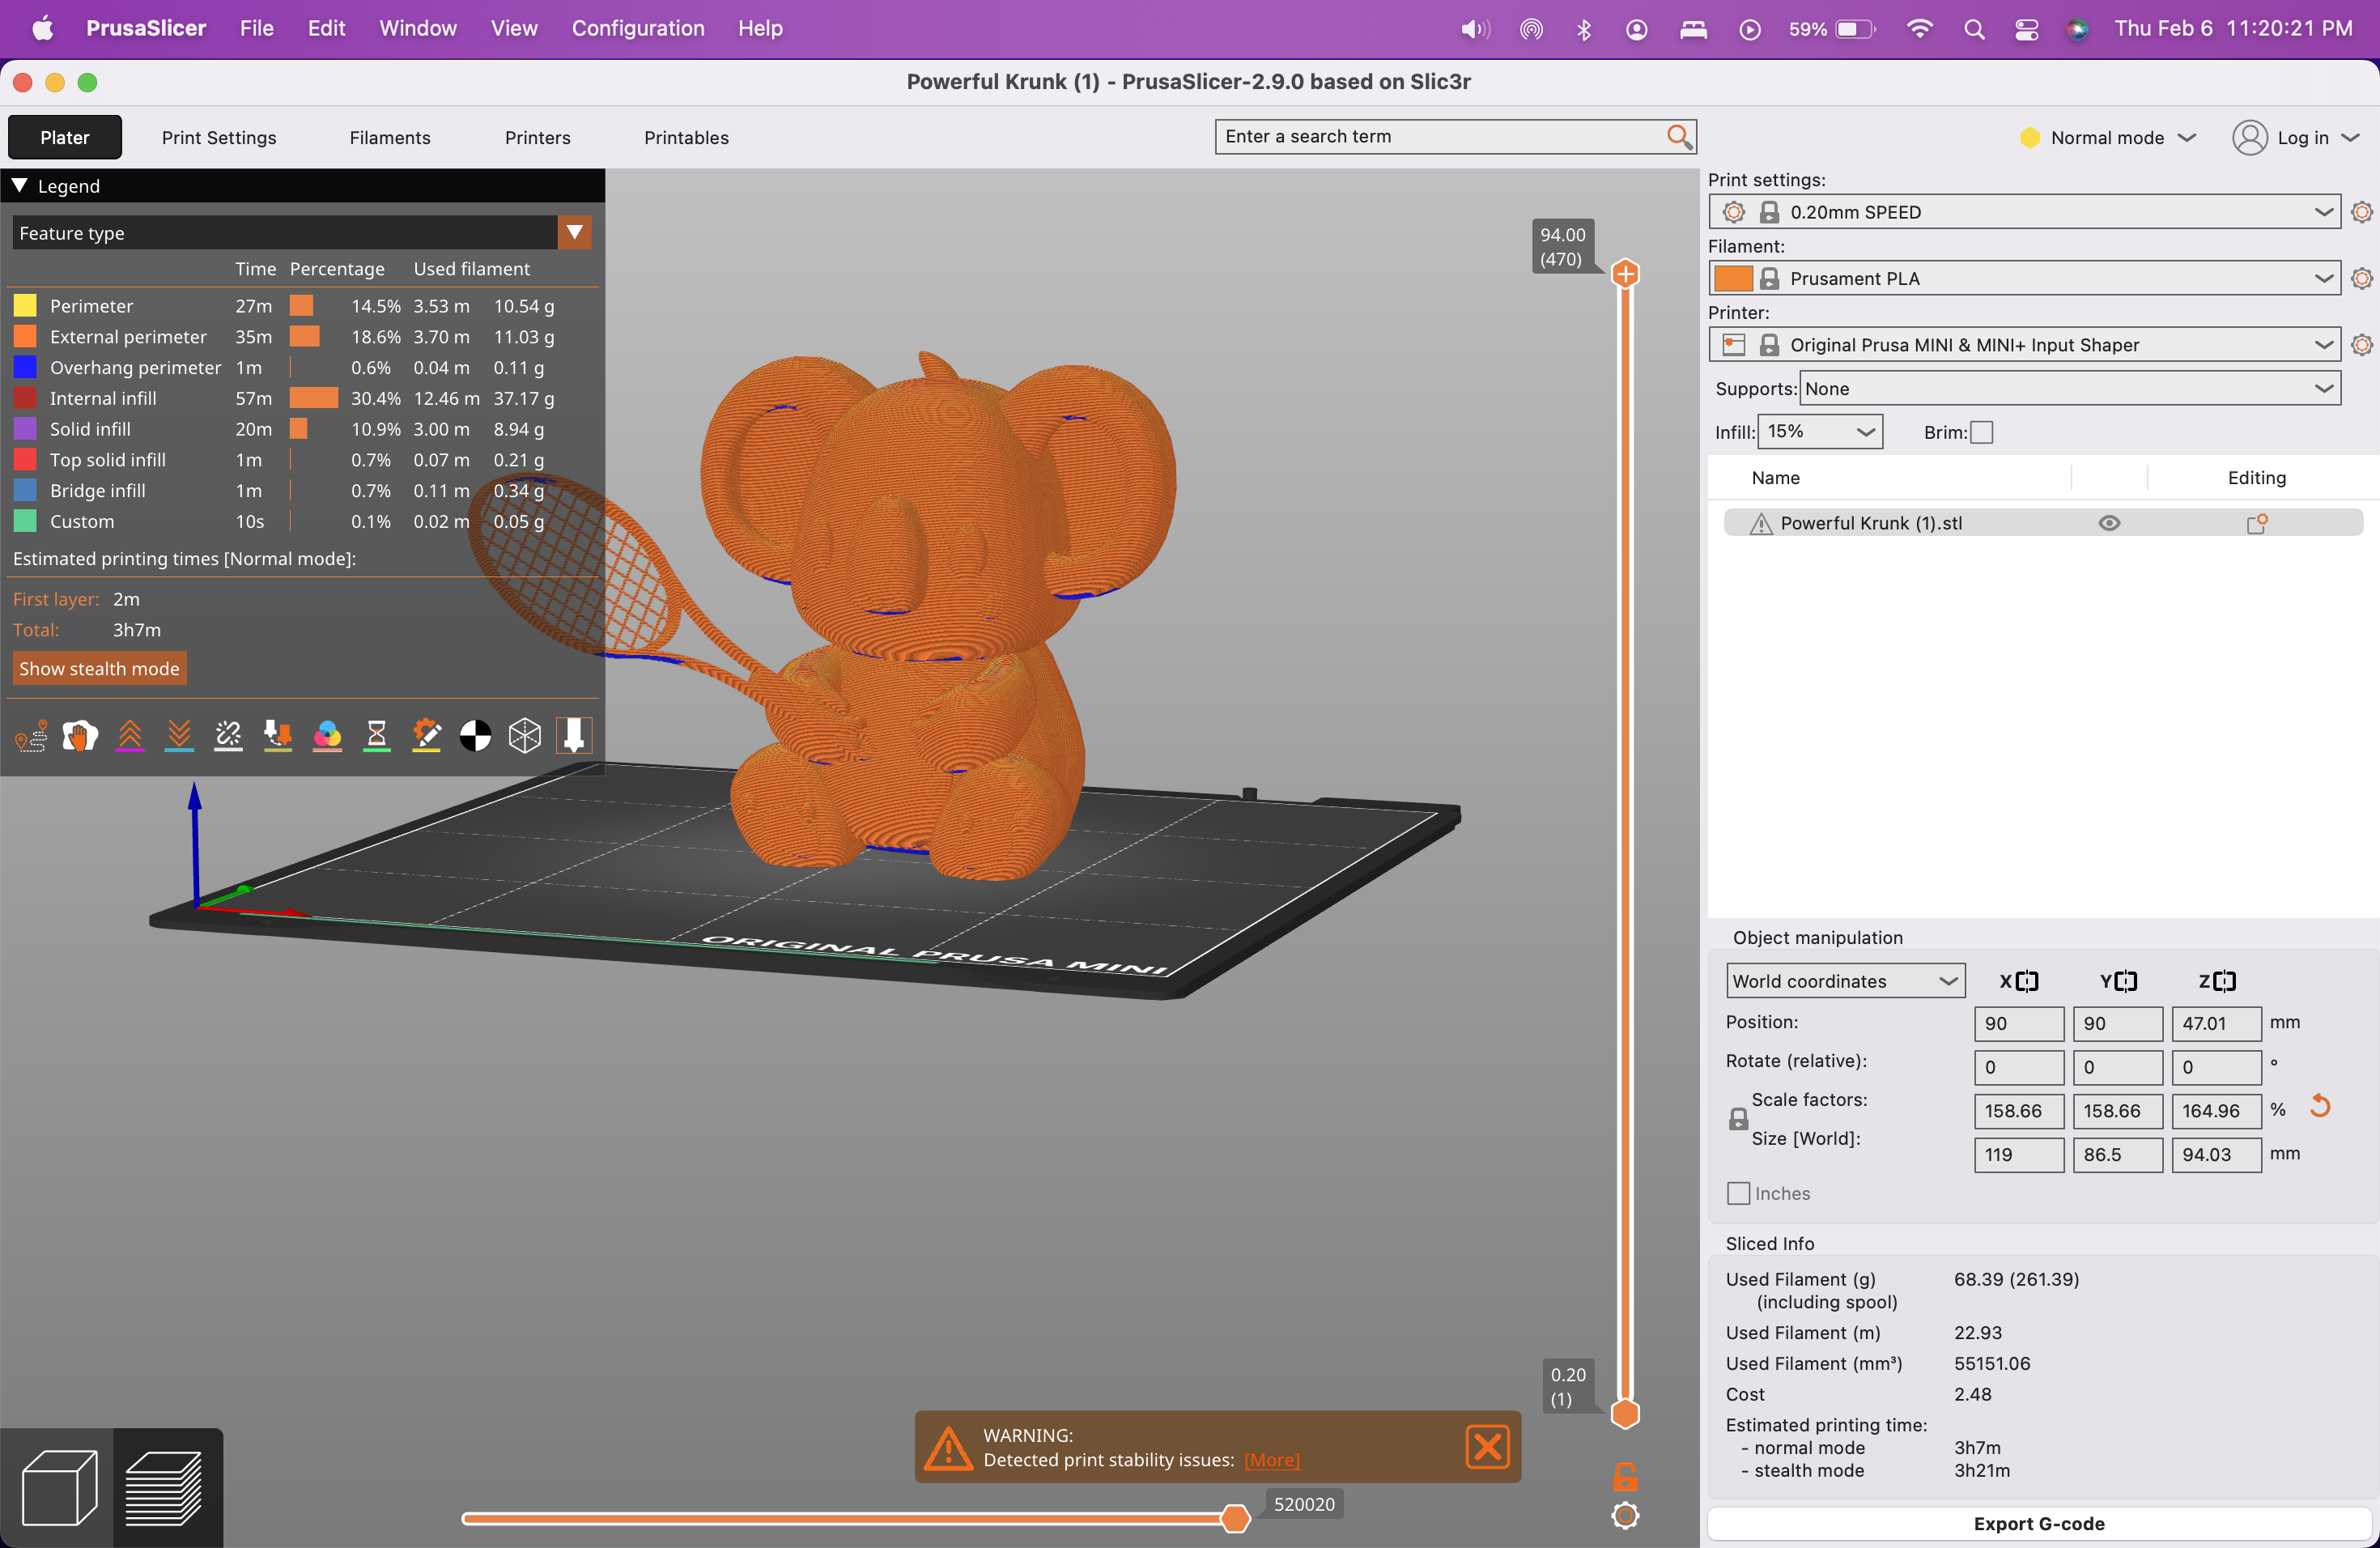 PrusaSlicer File Edit Window View Configuration Help 59% Thu Feb 6 11:20:21 PM
Powerful Krunk (1) - PrusaSlicer-2.9.0 based on Slic3r
Plater Print Settings Filaments Printers Printables Enter a search term Normal mode Log in
Legend
Feature type
Time Percentage Used filament
Perimeter 27m 14.5% 3.53 m 10.54 g
External perimeter 35m 18.6% 3.70 m 11.03 g
Overhang perimeter 1m 0.6% 0.04 m 0.11 g
Internal infill 57m 30.4% 12.46 m 37.17 g
Solid infill 20m 10.9% 3.00 m 8.94 g
Top solid infill 1m 0.7% 0.07 m 0.21 g
Bridge infill 1m 0.7% 0.11 m 0.34 g
Custom 10s 0.1% 0.02 m 0.05 g
Estimated printing times [Normal mode]:
First layer: 2m
Total: 3h7m
Show stealth mode
94.00
(470)
ORIGINAL PRUSA MINI
0.20
(1)
WARNING:
Detected print stability issues: [More]
520020
Print settings:
0.20mm SPEED
Filament:
Prusament PLA
Printer:
Original Prusa MINI & MINI+ Input Shaper
Supports: None
Infill: 15% Brim:
Name Editing
Powerful Krunk (1).stl
Object manipulation
World coordinates X Y Z
Position: 90 90 47.01 mm
Rotate (relative): 0 0 0 °
Scale factors: 158.66 158.66 164.96 %
Size [World]: 119 86.5 94.03 mm
Inches
Sliced Info
Used Filament (g) 68.39 (261.39)
(including spool)
Used Filament (m) 22.93
Used Filament (mm³) 55151.06
Cost 2.48
Estimated printing time:
- normal mode 3h7m
- stealth mode 3h21m
Export G-code